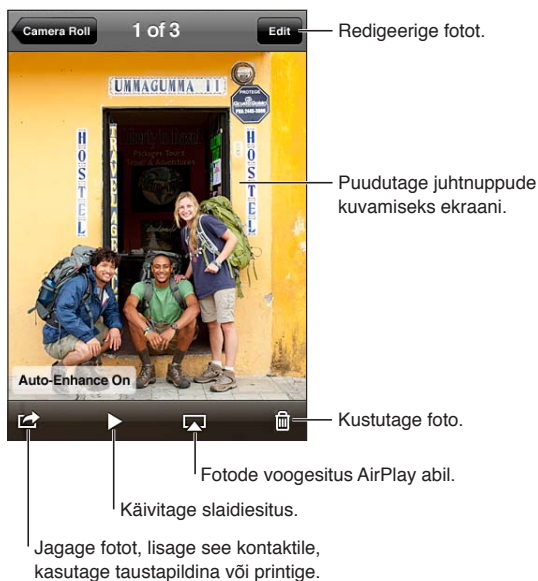 Camera Roll
1 of 3
Edit
Redigeerige fotot.
UMMAGUMMA II
PROTEGE
HOSTEL
HOSTEL
Puudutage juhtnuppude
kuvamiseks ekraani.
Auto-Enhance On
Kustutage foto.
Fotode voogesitus AirPlay abil.
Käivitage slaidiesitus.
Jagage fotot, lisage see kontaktile,
kasutage taustapildina või printige.